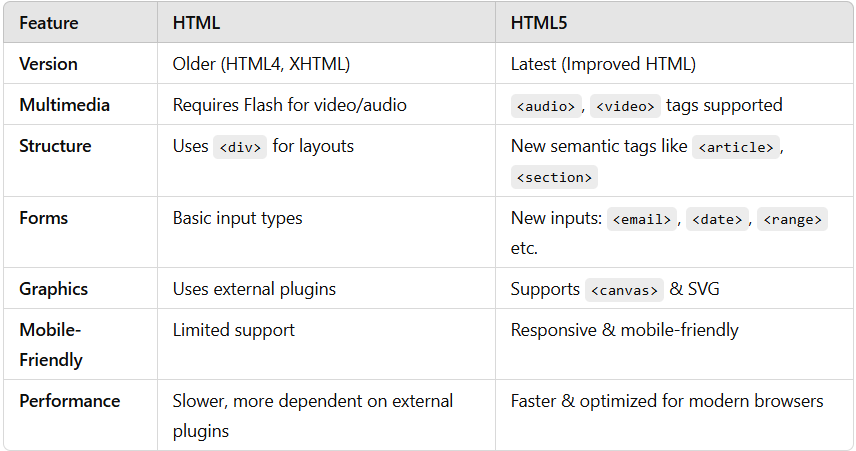 Feature HTML HTML5
Version Older (HTML4, XHTML) Latest (Improved HTML)
Multimedia Requires Flash for video/audio <audio>, <video> tags supported
Structure Uses <div> for layouts New semantic tags like <article>,
<section>
Forms Basic input types New inputs: <email>, <date>, <range>
etc.
Graphics Uses external plugins Supports <canvas> & SVG
Mobile- Limited support Responsive & mobile-friendly
Friendly
Performance Slower, more dependent on external Faster & optimized for modern browsers
plugins